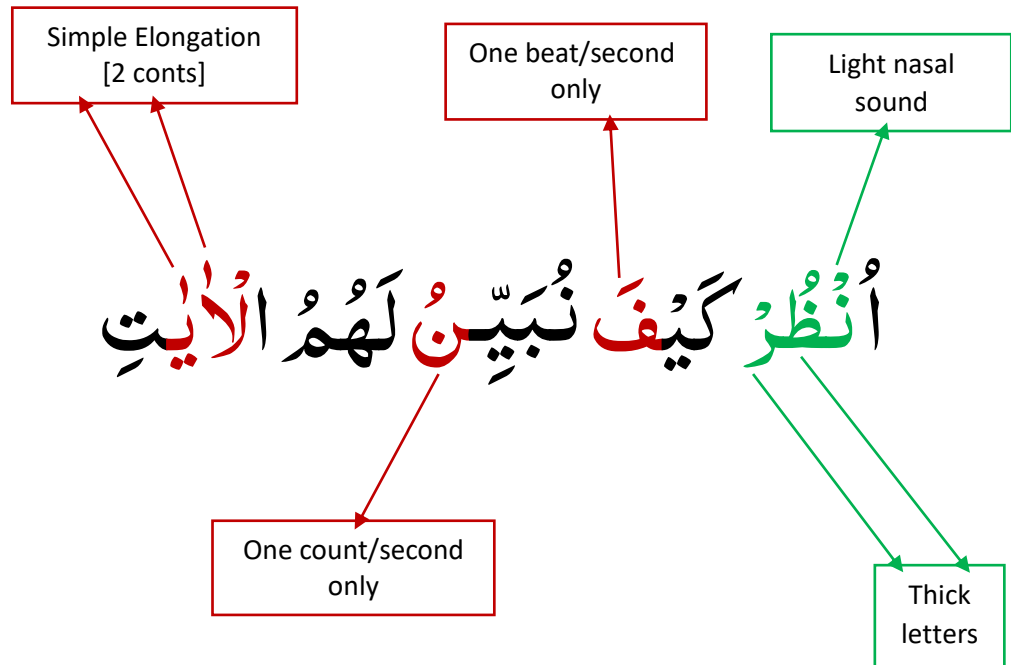 Simple Elongation
[2 conts]
One beat/second
only
Light nasal
sound
اُنْظُرْ كَيْفَ نُبَيِّنُ لَهُمُ الْاٰيٰتِ
One count/second
only
Thick
letters